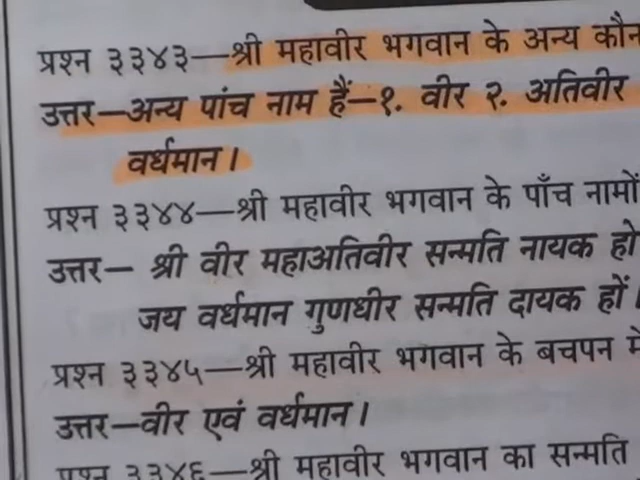 प्रश्न ३३४३—श्री महावीर भगवान के अन्य कौन
उत्तर—अन्य पांच नाम हैं—१. वीर २. अतिवीर
वर्धमान।
प्रश्न ३३४४—श्री महावीर भगवान के पाँच नामों
उत्तर— श्री वीर महाअतिवीर सन्मति नायक हो
जय वर्धमान गुणधीर सन्मति दायक हों।
प्रश्न ३३४५—श्री महावीर भगवान के बचपन में
उत्तर—वीर एवं वर्धमान।
प्रश्न ३३४६—श्री महावीर भगवान का सन्मति